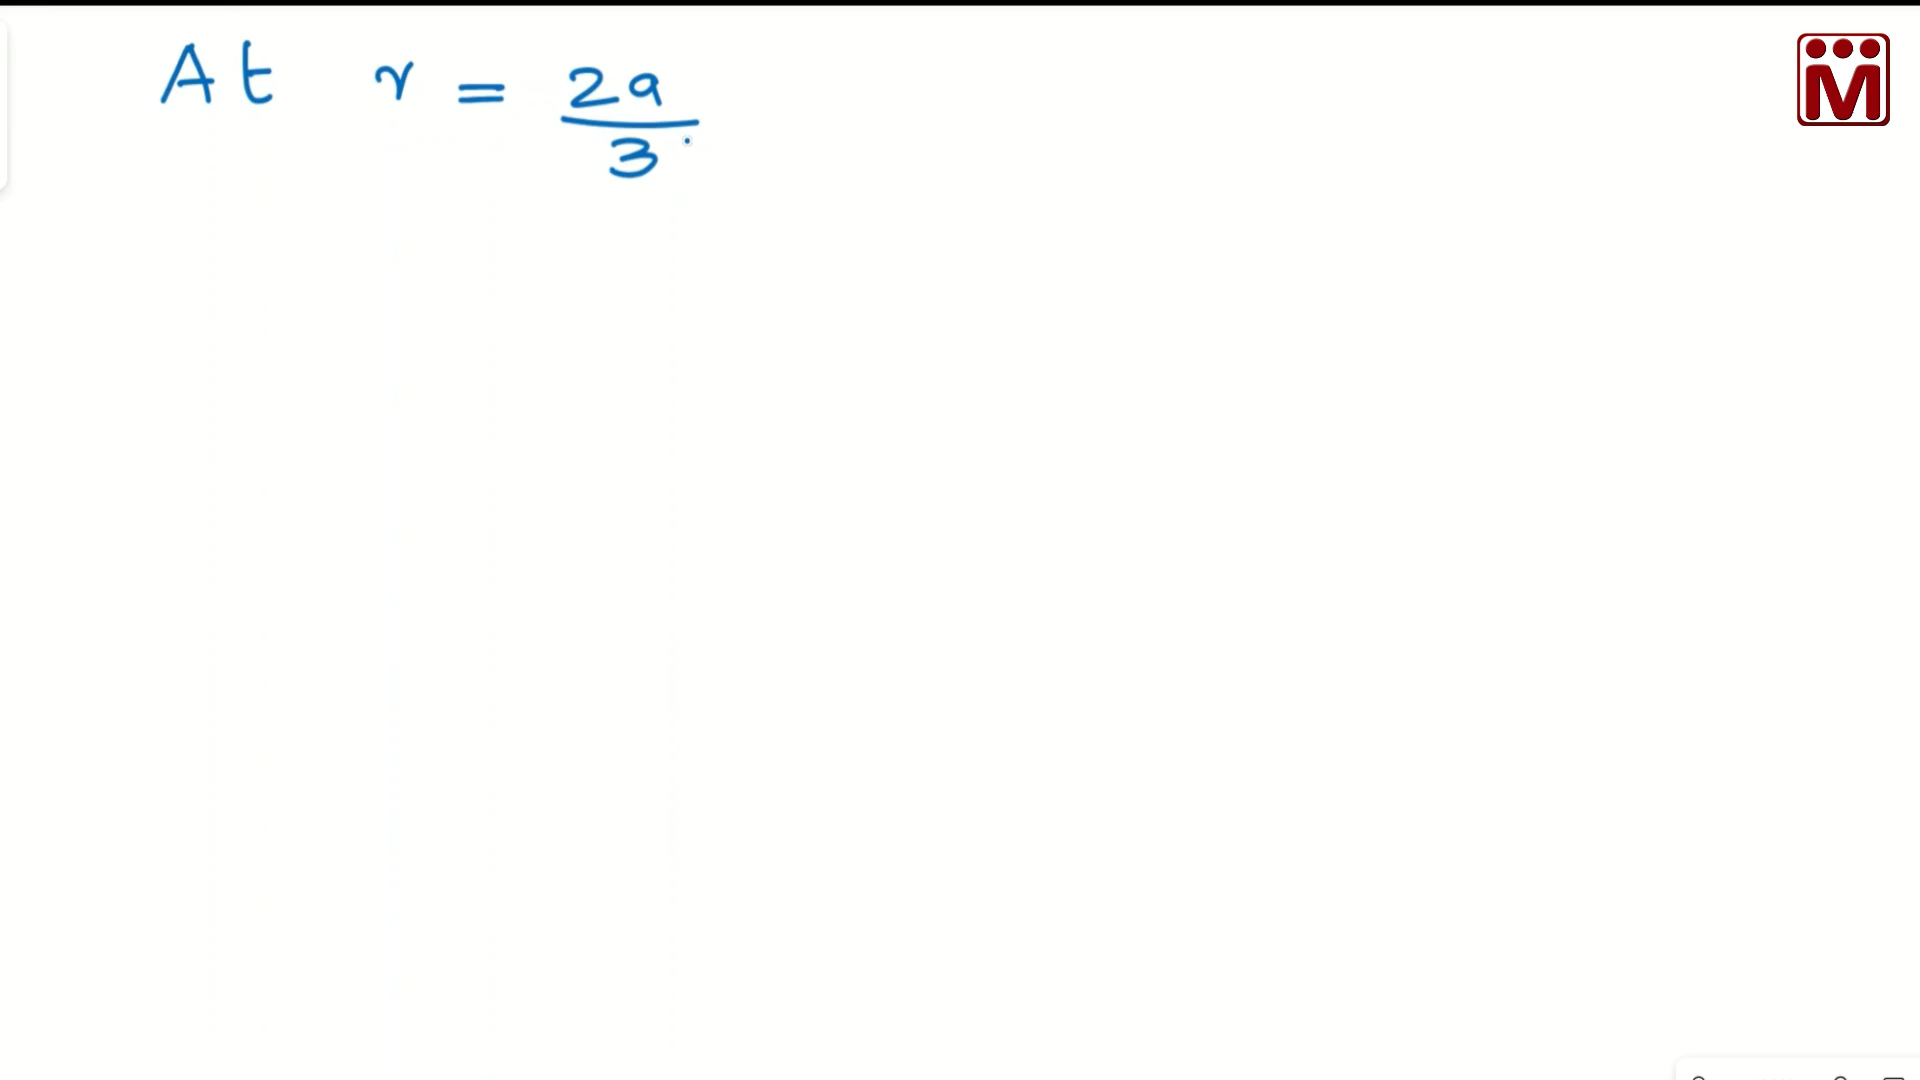 At r = 2a/3
M